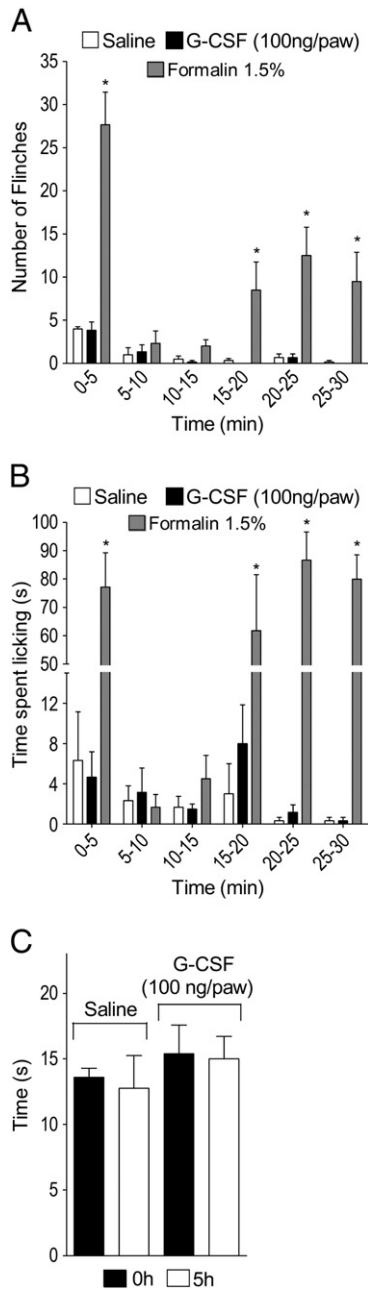 A
Saline G-CSF (100ng/paw)
Formalin 1.5%
Number of Flinches
35
30
25
20
15
10
5
0
*
*
*
*
0-5 5-10 10-15 15-20 20-25 25-30
Time (min)
B
Saline G-CSF (100ng/paw)
Formalin 1.5%
Time spent licking (s)
100
90
80
70
60
50
8
4
0
*
*
*
*
0-5 5-10 10-15 15-20 20-25 25-30
Time (min)
C
G-CSF
Saline (100 ng/paw)
Time (s)
20
15
10
5
0
0h 5h